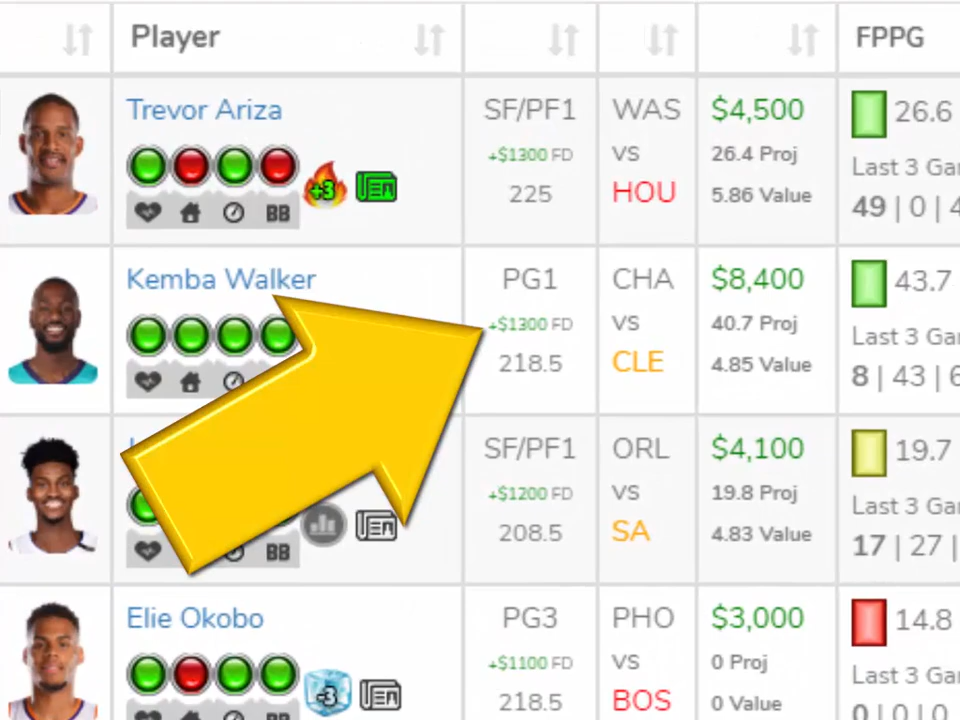 Player FPPG
Trevor Ariza SF/PF1 WAS $4,500 26.6
+$1300 FD VS 26.4 Proj Last 3
+3 225 HOU 5.86 Value 49 | 0 |
BB
Kemba Walker PG1 CHA $8,400 43.7
+$1300 FD VS 40.7 Proj Last 3
218.5 CLE 4.85 Value 8 | 43 |
SF/PF1 ORL $4,100 19.7
+$1200 FD VS 19.8 Proj Last 3
208.5 SA 4.83 Value 17 | 27 |
BB
Elie Okobo PG3 PHO $3,000 14.8
+$1100 FD VS 0 Proj Last 3
-3 218.5 BOS 0 Value 0 | 0 | 0
BB